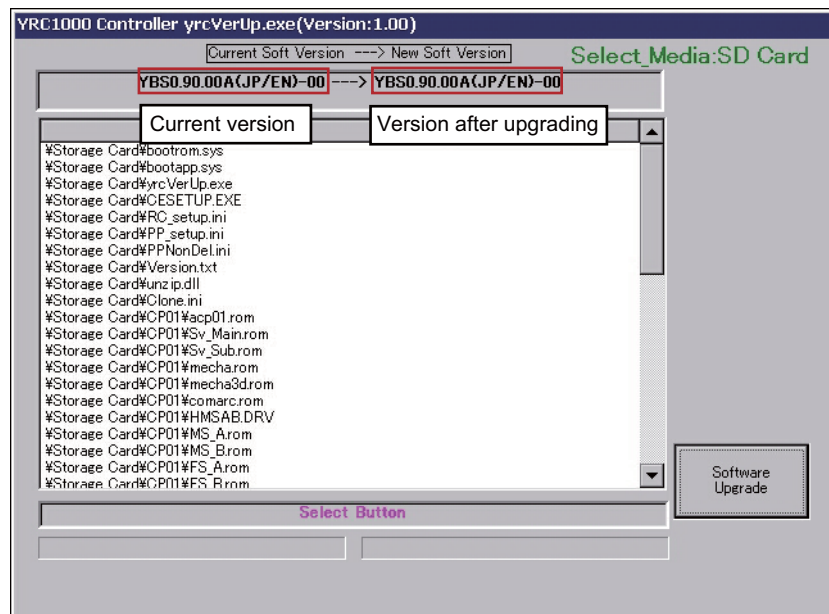 YRC1000 Controller yrcVerUp.exe(Version:1.00)
Current Soft Version ---> New Soft Version
Select_Media:SD Card
YBS0.90.00A(JP/EN)-00 ---> YBS0.90.00A(JP/EN)-00
Current version
Version after upgrading
¥Storage Card¥bootrom.sys
¥Storage Card¥bootapp.sys
¥Storage Card¥yrcVerUp.exe
¥Storage Card¥CESETUP.EXE
¥Storage Card¥RC_setup.ini
¥Storage Card¥PP_setup.ini
¥Storage Card¥PPNonDel.ini
¥Storage Card¥Version.txt
¥Storage Card¥unzip.dll
¥Storage Card¥Clone.ini
¥Storage Card¥CP01¥acp01.rom
¥Storage Card¥CP01¥Sv_Main.rom
¥Storage Card¥CP01¥Sv_Sub.rom
¥Storage Card¥CP01¥mecha.rom
¥Storage Card¥CP01¥mecha3d.rom
¥Storage Card¥CP01¥comarc.rom
¥Storage Card¥CP01¥HMSAB.DRV
¥Storage Card¥CP01¥MS_A.rom
¥Storage Card¥CP01¥MS_B.rom
¥Storage Card¥CP01¥FS_A.rom
¥Storage Card¥CP01¥FS_B.rom
Software
Upgrade
Select Button